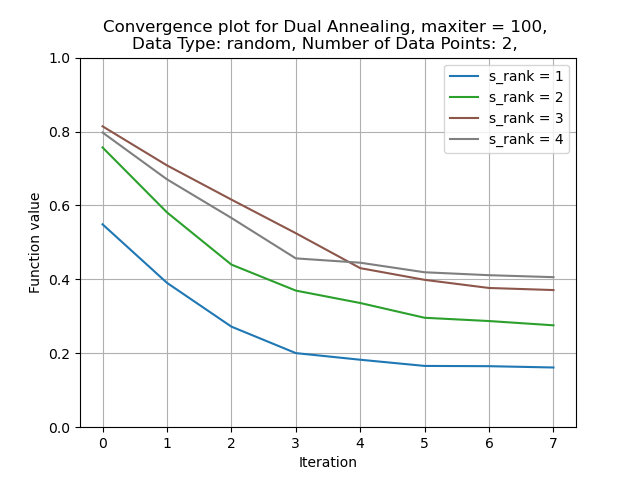 Convergence plot for Dual Annealing, maxiter = 100,
Data Type: random, Number of Data Points: 2,
s_rank = 1
s_rank = 2
s_rank = 3
s_rank = 4
Function value
1.0
0.8
0.6
0.4
0.2
0.0
0 1 2 3 4 5 6 7
Iteration